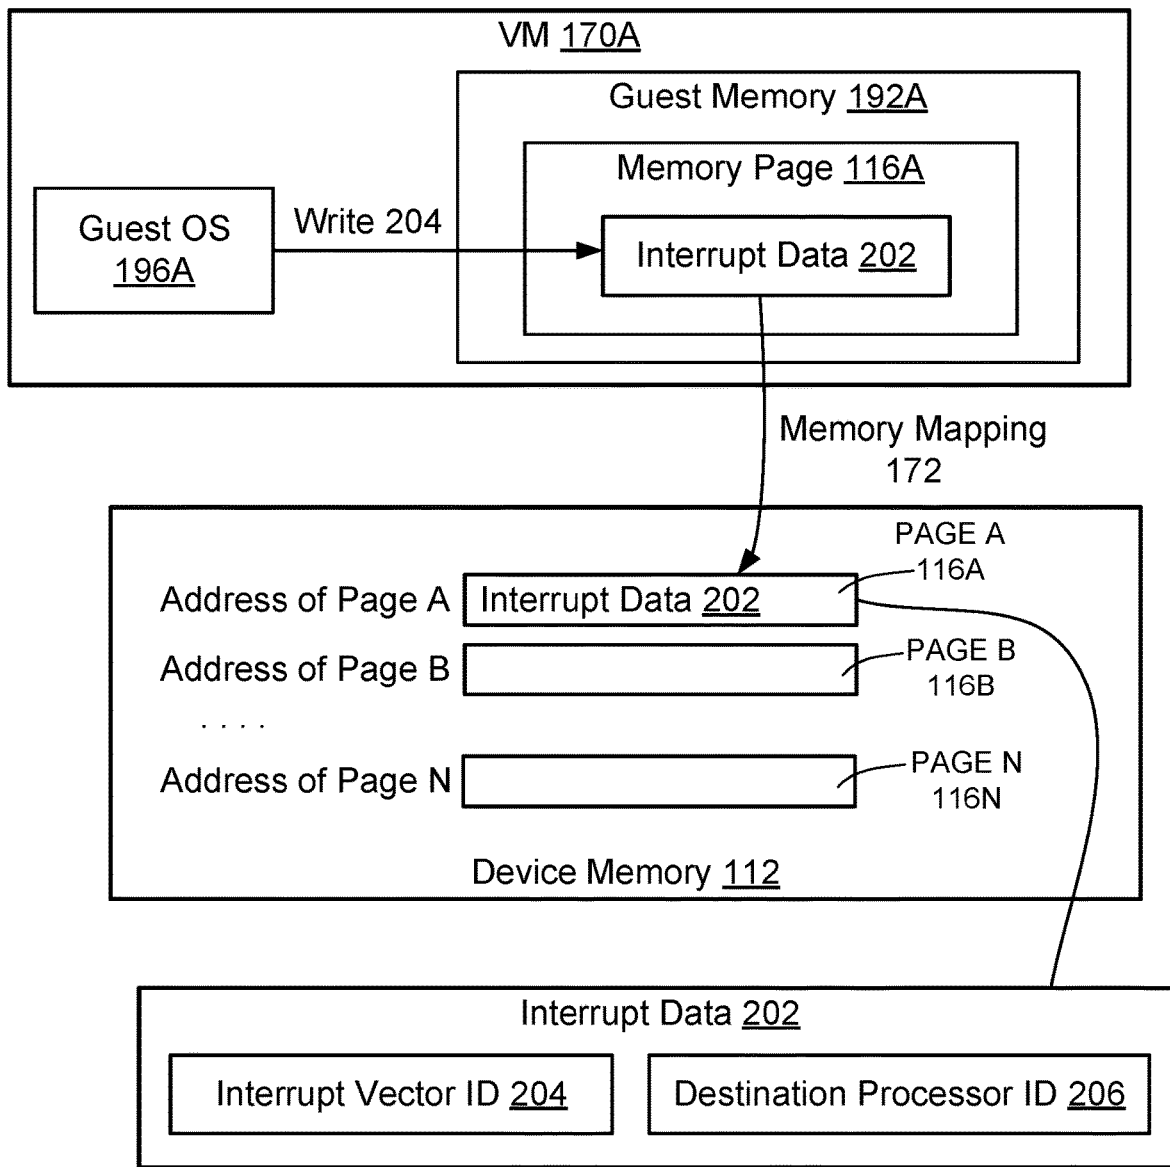 VM 170A
Guest Memory 192A
Memory Page 116A
Guest OS
196A
Write 204
Interrupt Data 202
Memory Mapping
172
PAGE A
116A
Address of Page A
Interrupt Data 202
Address of Page B
PAGE B
116B
. . . .
Address of Page N
PAGE N
116N
Device Memory 112
Interrupt Data 202
Interrupt Vector ID 204
Destination Processor ID 206